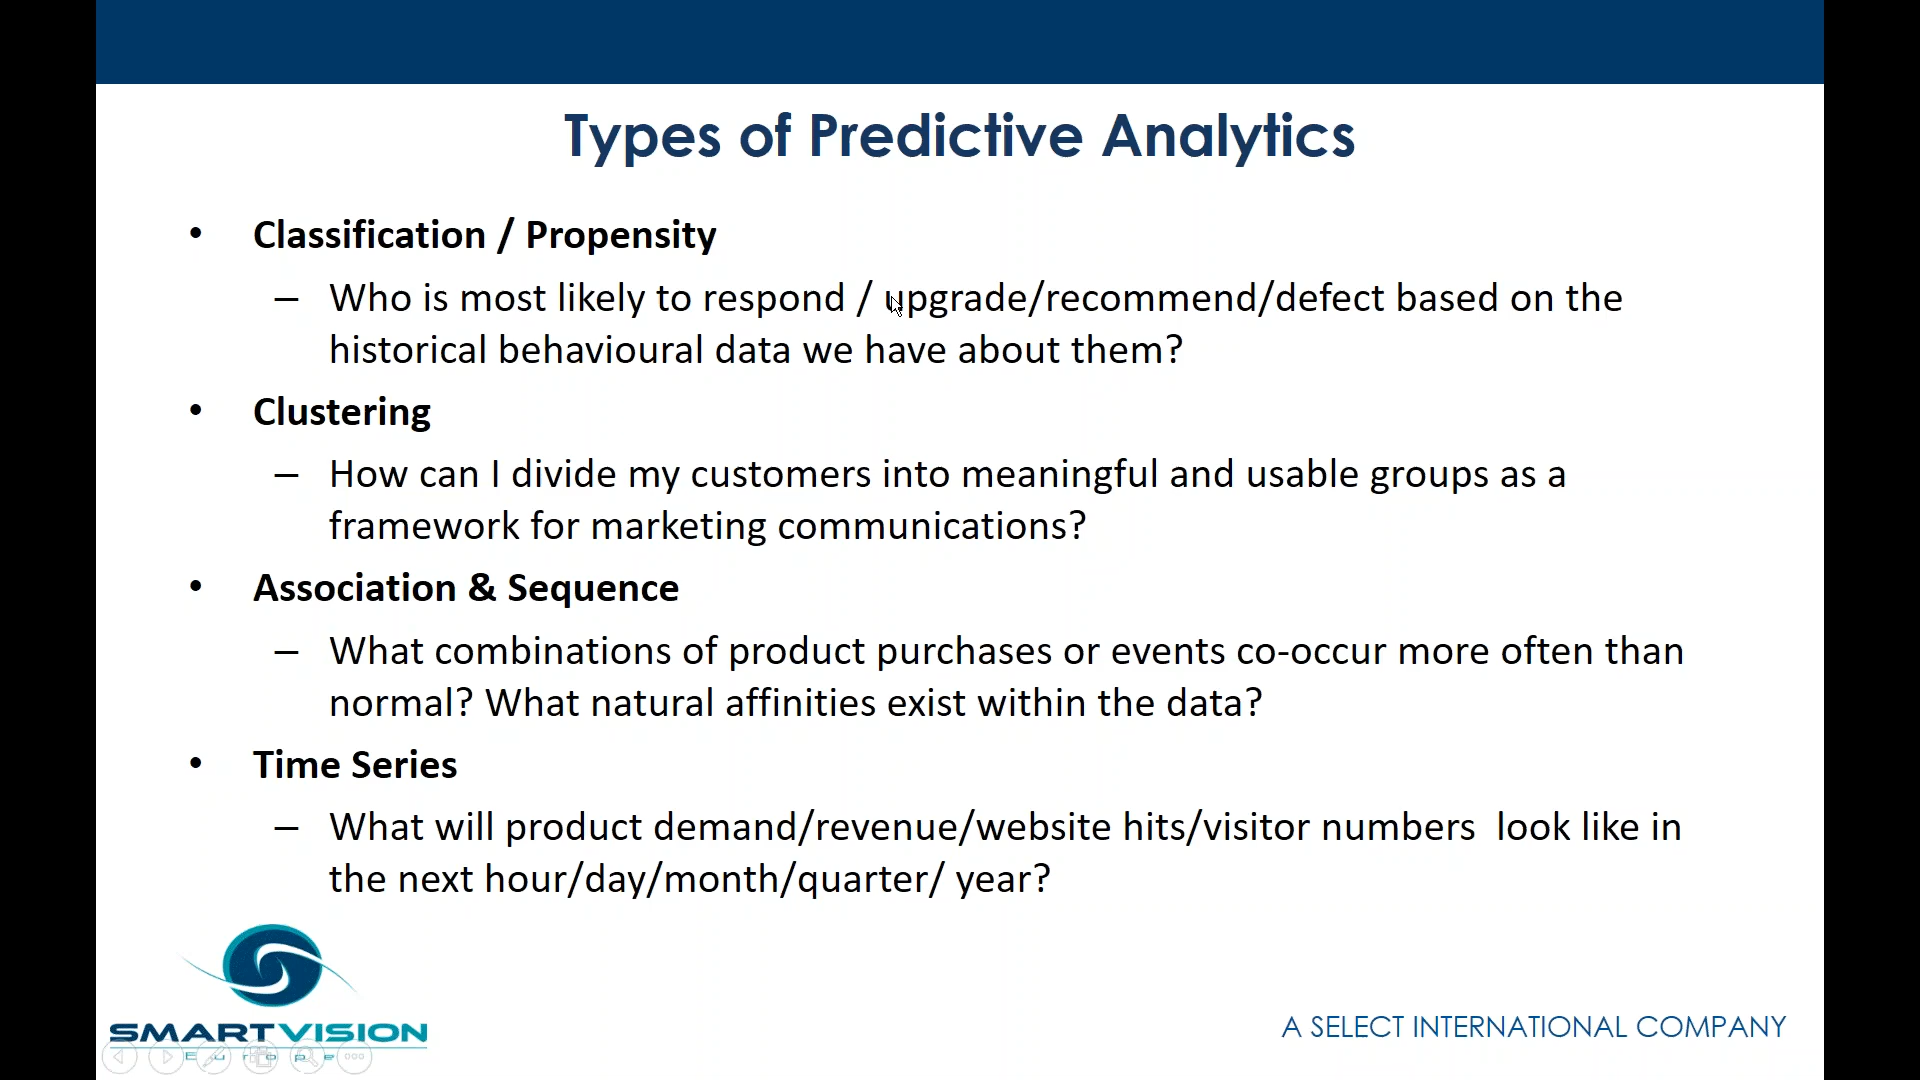 Types of Predictive Analytics
• Classification / Propensity
– Who is most likely to respond / upgrade/recommend/defect based on the
historical behavioural data we have about them?
• Clustering
– How can I divide my customers into meaningful and usable groups as a
framework for marketing communications?
• Association & Sequence
– What combinations of product purchases or events co-occur more often than
normal? What natural affinities exist within the data?
• Time Series
– What will product demand/revenue/website hits/visitor numbers  look like in
the next hour/day/month/quarter/ year?
SMARTVISION
Europe
A SELECT INTERNATIONAL COMPANY